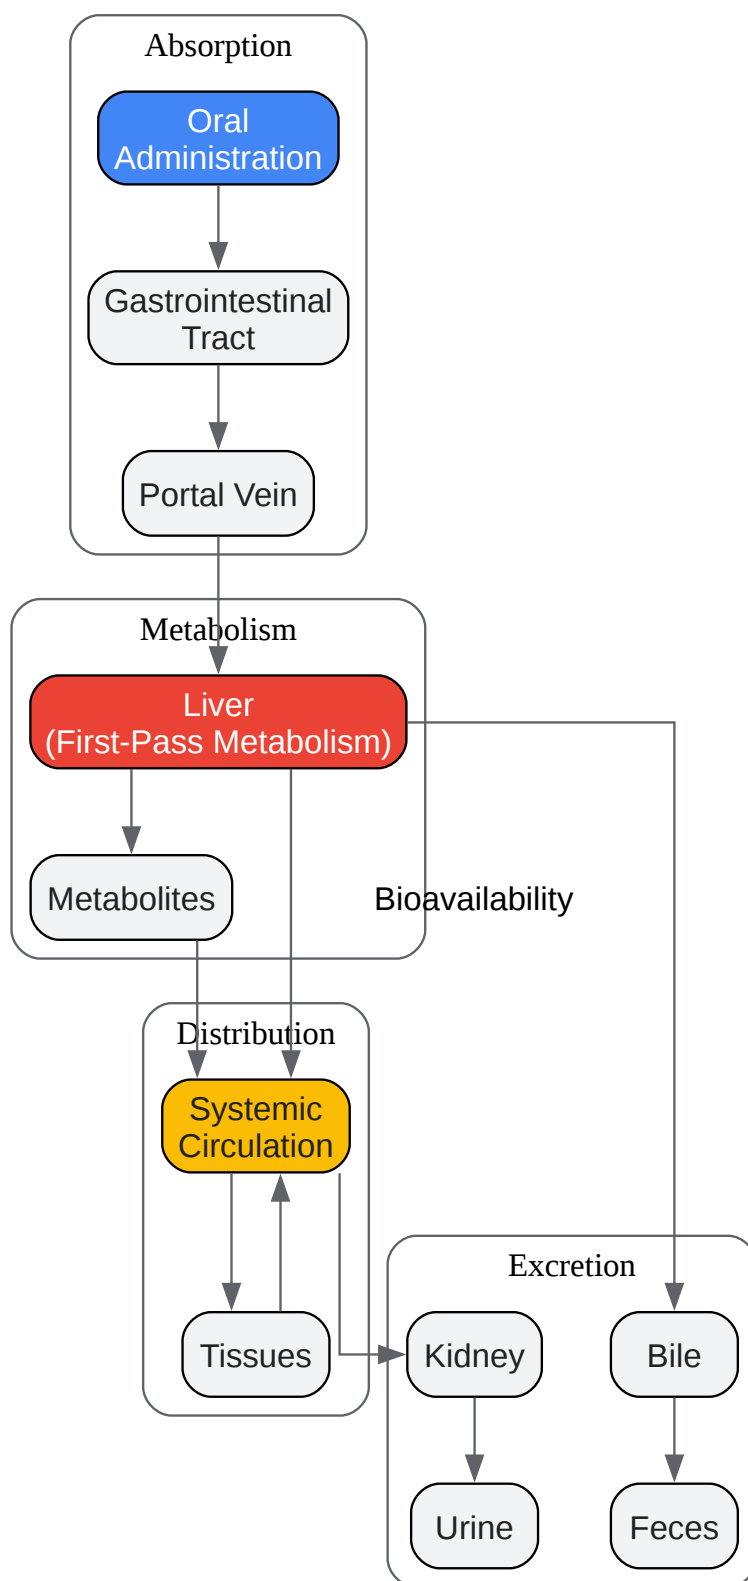 Absorption
Oral
Administration
Gastrointestinal
Tract
Portal Vein
Metabolism
Liver
(First-Pass Metabolism)
Metabolites
Bioavailability
Distribution
Systemic
Circulation
Excretion
Tissues
Kidney
Bile
Urine
Feces